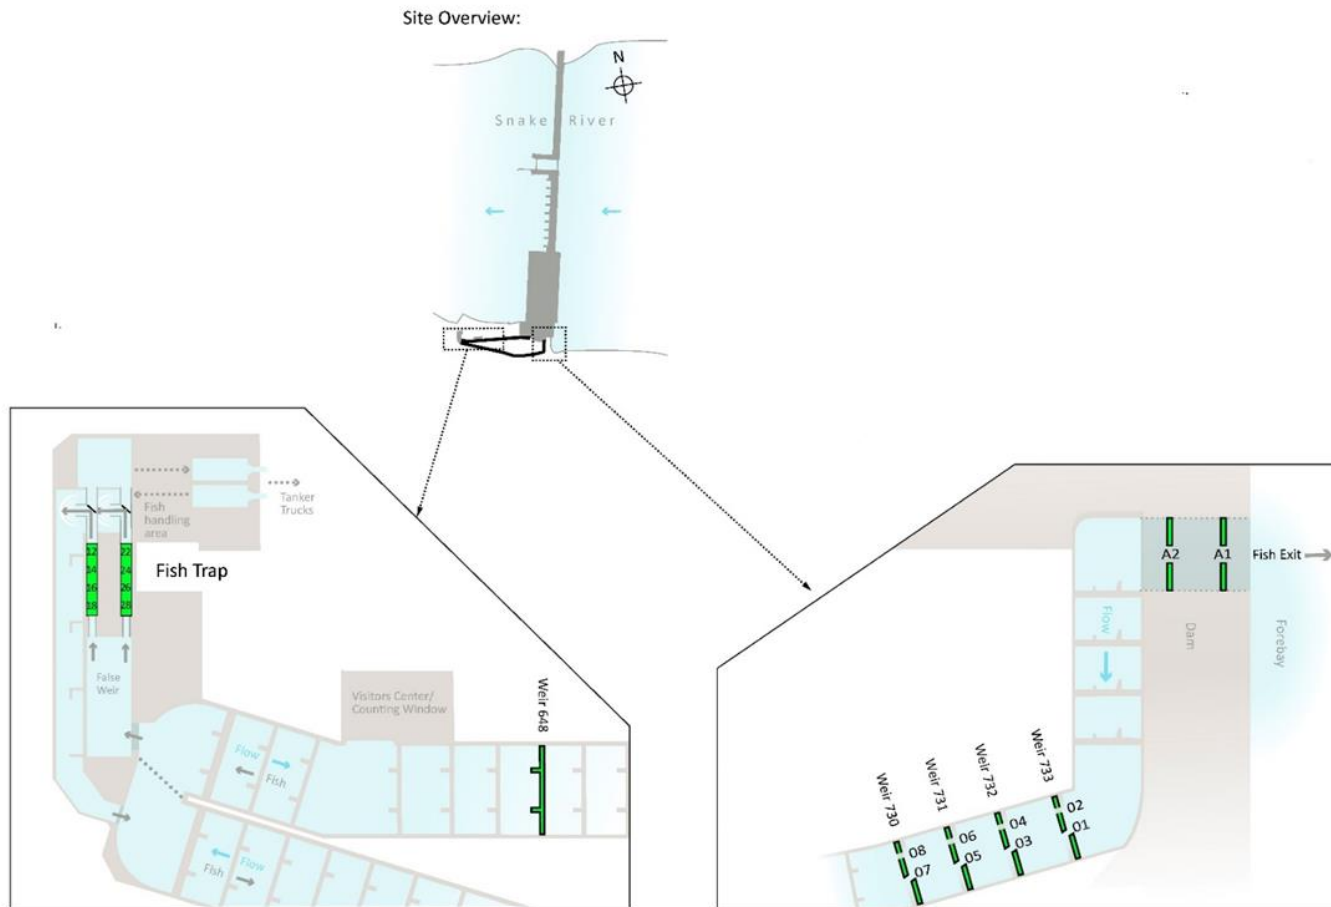 Site Overview:
N
Snake River
Fish
handling
area
Tanker
Trucks
12
14
16
18
22
24
26
28
Fish Trap
False
Weir
Visitors Center/
Counting Window
Weir 648
Flow
Fish
Flow
Fish
A2
A1
Fish Exit
Flow
Dam
Forebay
Weir 730
Weir 731
Weir 732
Weir 733
08
07
06
05
04
03
02
01